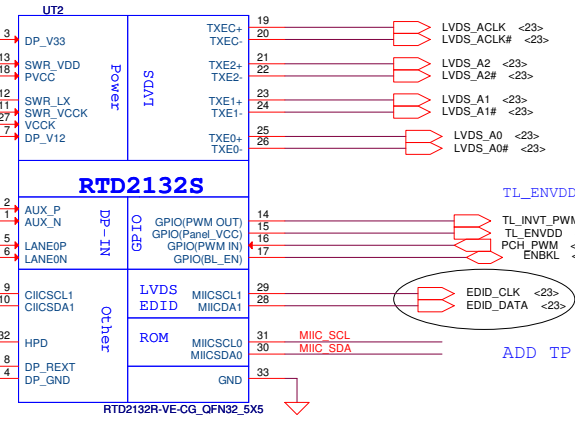 UT2
3 DP_V33 TXEC+ 19 LVDS_ACLK <23>
TXEC- 20 LVDS_ACLK# <23>
13 SWR_VDD TXE2+ 21 LVDS_A2 <23>
18 PVCC TXE2- 22 LVDS_A2# <23>
Power LVDS
12 SWR_LX TXE1+ 23 LVDS_A1 <23>
11 SWR_VCCK TXE1- 24 LVDS_A1# <23>
27 VCCK
7 DP_V12 TXE0+ 25 LVDS_A0 <23>
TXE0- 26 LVDS_A0# <23>
RTD2132S
TL_ENVDD
2 AUX_P
1 AUX_N GPIO(PWM OUT) 14 TL_INVT_PWM
DP-IN GPIO GPIO(Panel_VCC) 15 TL_ENVDD
5 LANE0P GPIO(PWM IN) 16 PCH_PWM <
6 LANE0N GPIO(BL_EN) 17 ENBKL <
9 CIICSCL1 LVDS MIICSCL1 29 EDID_CLK <23>
10 CIICSDA1 EDID MIICDA1 28 EDID_DATA <23>
Other
32 HPD ROM MIICSCL0 31 MIIC_SCL
MIICSDA0 30 MIIC_SDA
ADD TP
8 DP_REXT
4 DP_GND GND 33
RTD2132R-VE-CG_QFN32_5X5